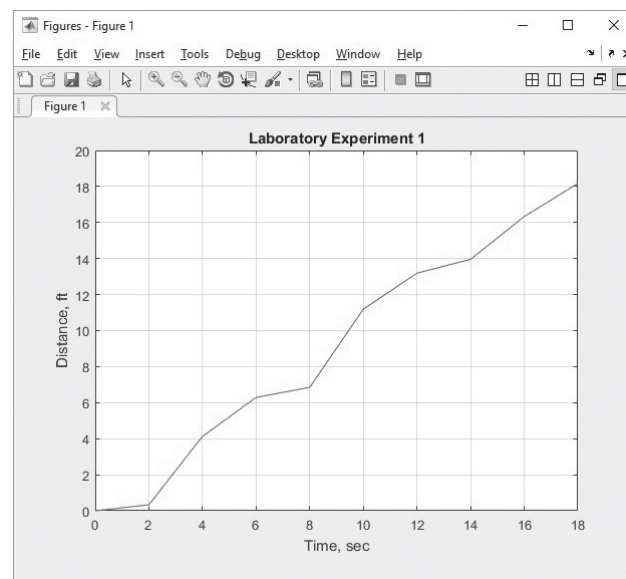 Figures - Figure 1
File Edit View Insert Tools Debug Desktop Window Help
Figure 1
Laboratory Experiment 1
20
18
16
14
12
10
8
6
4
2
0
Distance, ft
0 2 4 6 8 10 12 14 16 18
Time, sec